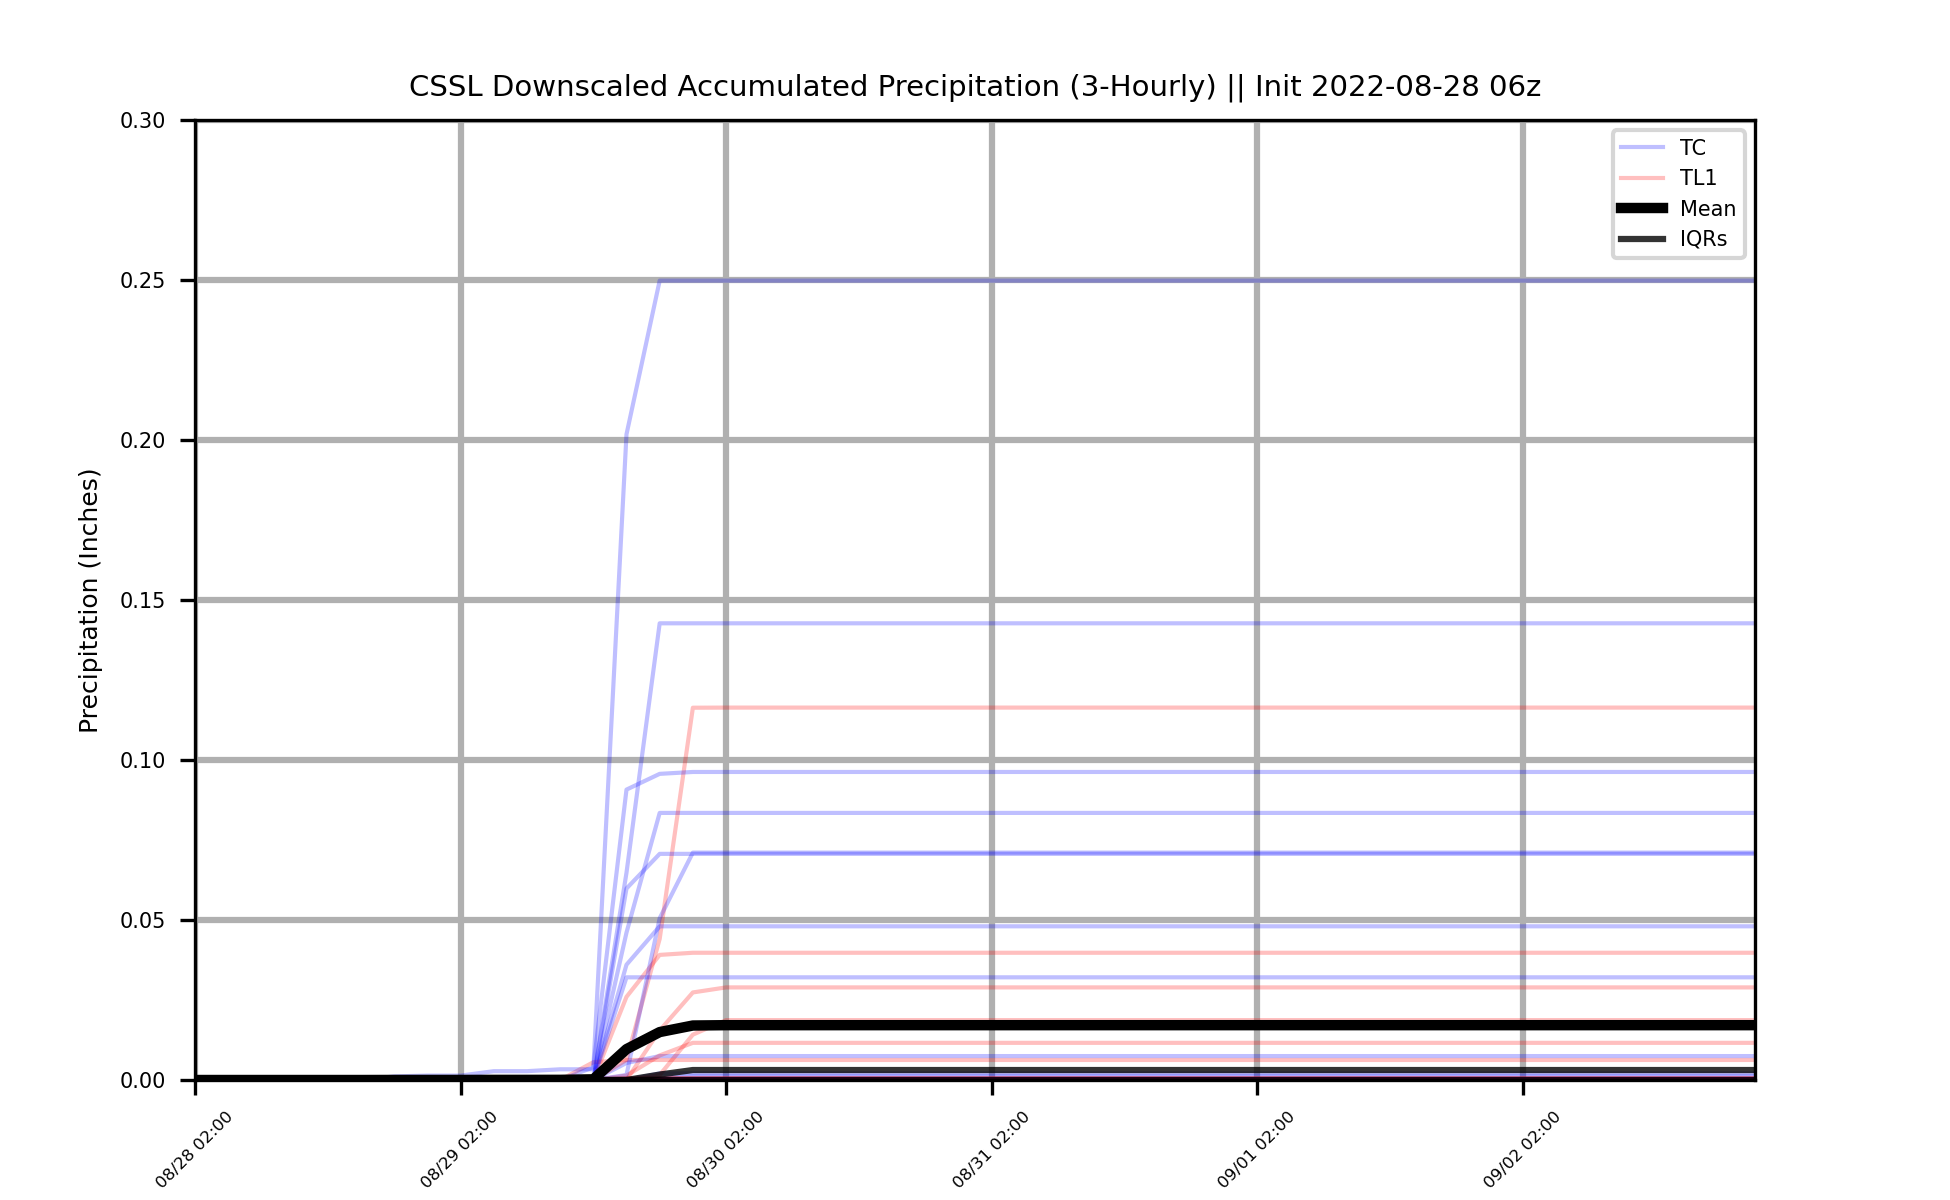 CSSL Downscaled Accumulated Precipitation (3-Hourly) || Init 2022-08-28 06z
TC
TL1
Mean
IQRs
Precipitation (Inches)
0.30
0.25
0.20
0.15
0.10
0.05
0.00
08/28 02:00
08/29 02:00
08/30 02:00
08/31 02:00
09/01 02:00
09/02 02:00